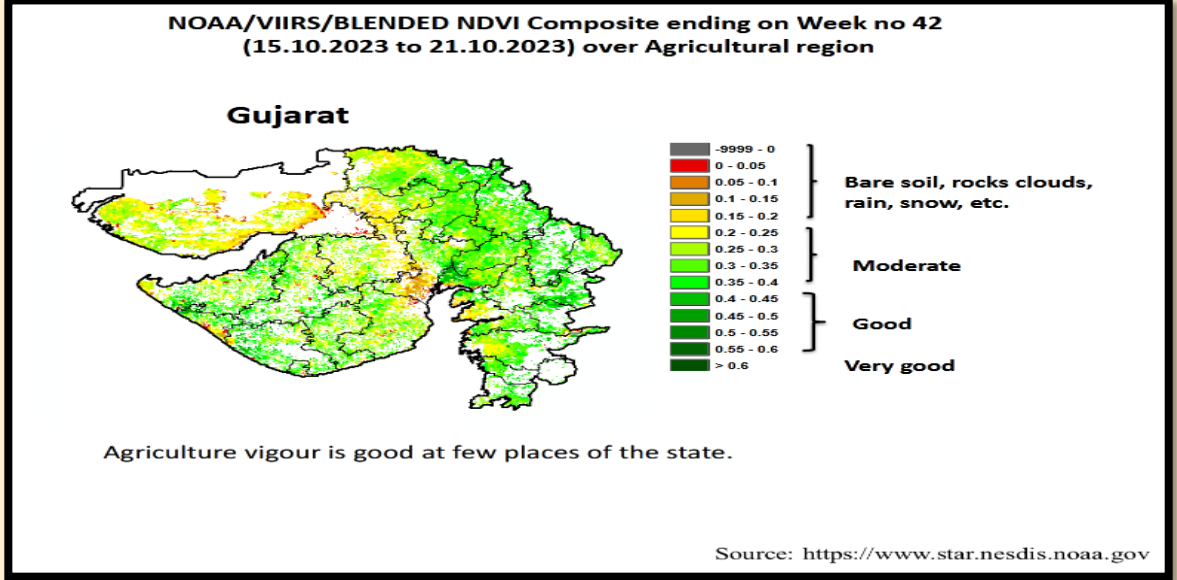 NOAA/VIIRS/BLENDED NDVI Composite ending on Week no 42
(15.10.2023 to 21.10.2023) over Agricultural region
Gujarat
-9999 - 0
0 - 0.05
0.05 - 0.1
0.1 - 0.15
0.15 - 0.2
0.2 - 0.25
0.25 - 0.3
0.3 - 0.35
0.35 - 0.4
0.4 - 0.45
0.45 - 0.5
0.5 - 0.55
0.55 - 0.6
> 0.6
Bare soil, rocks clouds,
rain, snow, etc.
Moderate
Good
Very good
Agriculture vigour is good at few places of the state.
Source: https://www.star.nesdis.noaa.gov